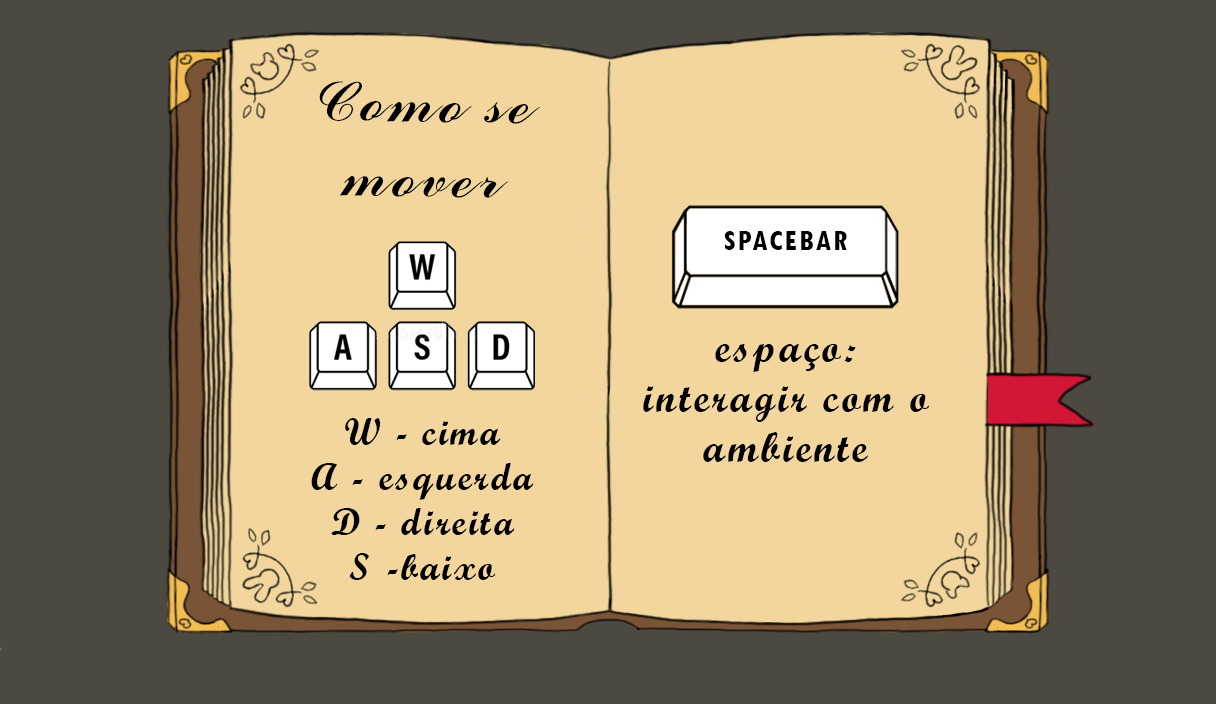 Como se
mover
W
A S D
W - cima
A - esquerda
D - direita
S -baixo
SPACEBAR
espaço:
interagir com o
ambiente